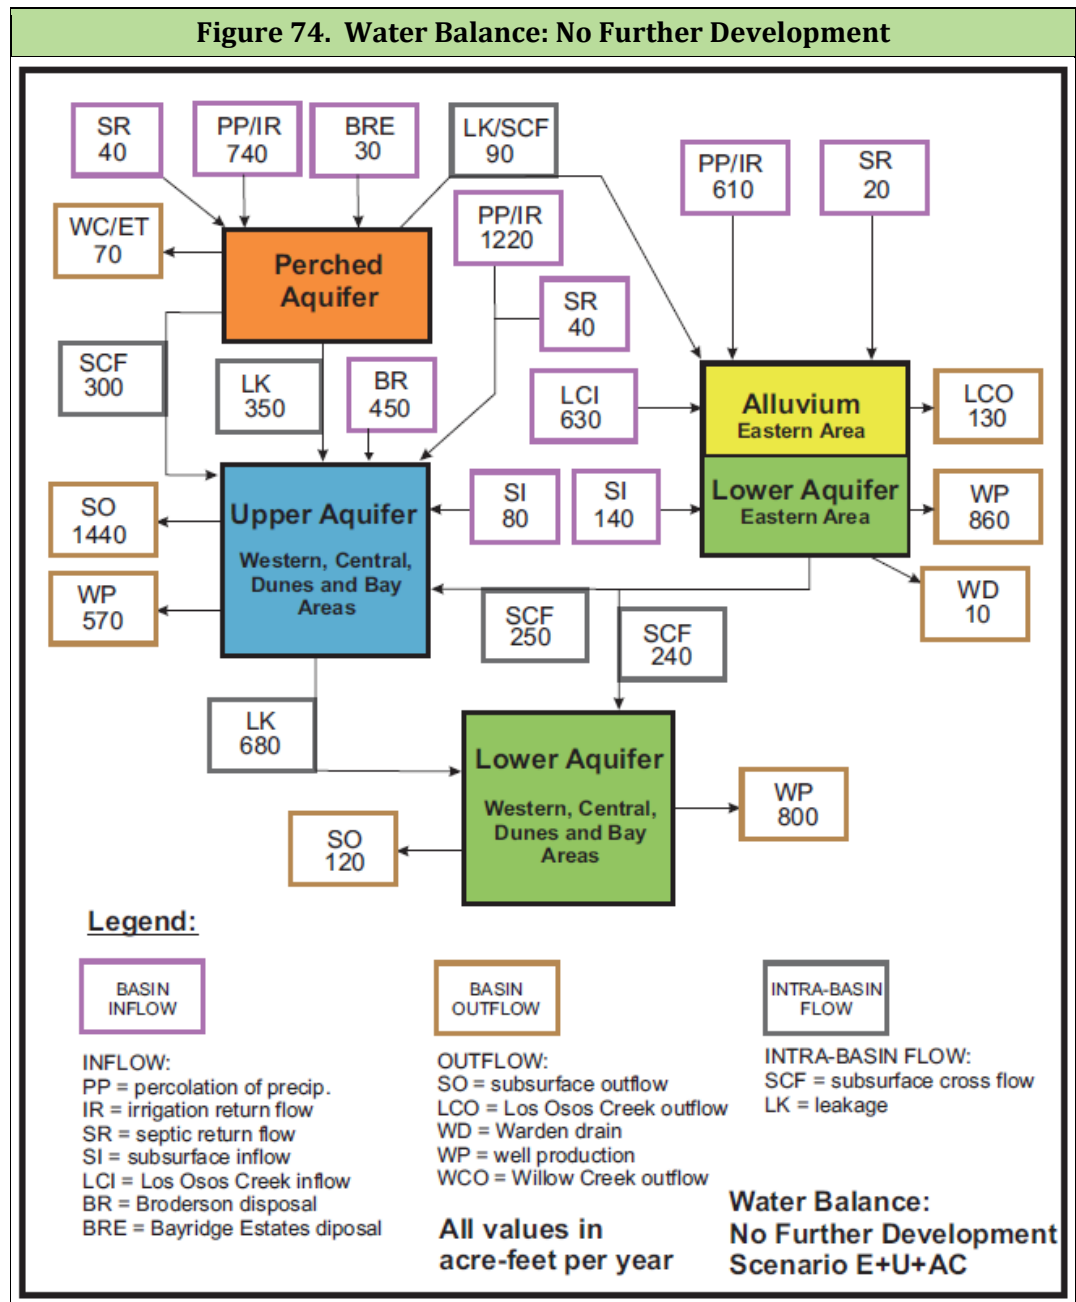 Figure 74.  Water Balance: No Further Development
SR
40
PP/IR
740
BRE
30
LK/SCF
90
PP/IR
610
SR
20
WC/ET
70
PP/IR
1220
Perched
Aquifer
SR
40
SCF
300
LK
350
BR
450
LCI
630
Alluvium
Eastern Area
LCO
130
SO
1440
Upper Aquifer
Western, Central,
Dunes and Bay
Areas
SI
80
SI
140
Lower Aquifer
Eastern Area
WP
860
WP
570
SCF
250
SCF
240
WD
10
LK
680
Lower Aquifer
Western, Central,
Dunes and Bay
Areas
WP
800
SO
120
Legend:
BASIN
INFLOW
BASIN
OUTFLOW
INTRA-BASIN
FLOW
INFLOW:
PP = percolation of precip.
IR = irrigation return flow
SR = septic return flow
SI = subsurface inflow
LCI = Los Osos Creek inflow
BR = Broderson disposal
BRE = Bayridge Estates diposal
OUTFLOW:
SO = subsurface outflow
LCO = Los Osos Creek outflow
WD = Warden drain
WP = well production
WCO = Willow Creek outflow
INTRA-BASIN FLOW:
SCF = subsurface cross flow
LK = leakage
All values in
acre-feet per year
Water Balance:
No Further Development
Scenario E+U+AC